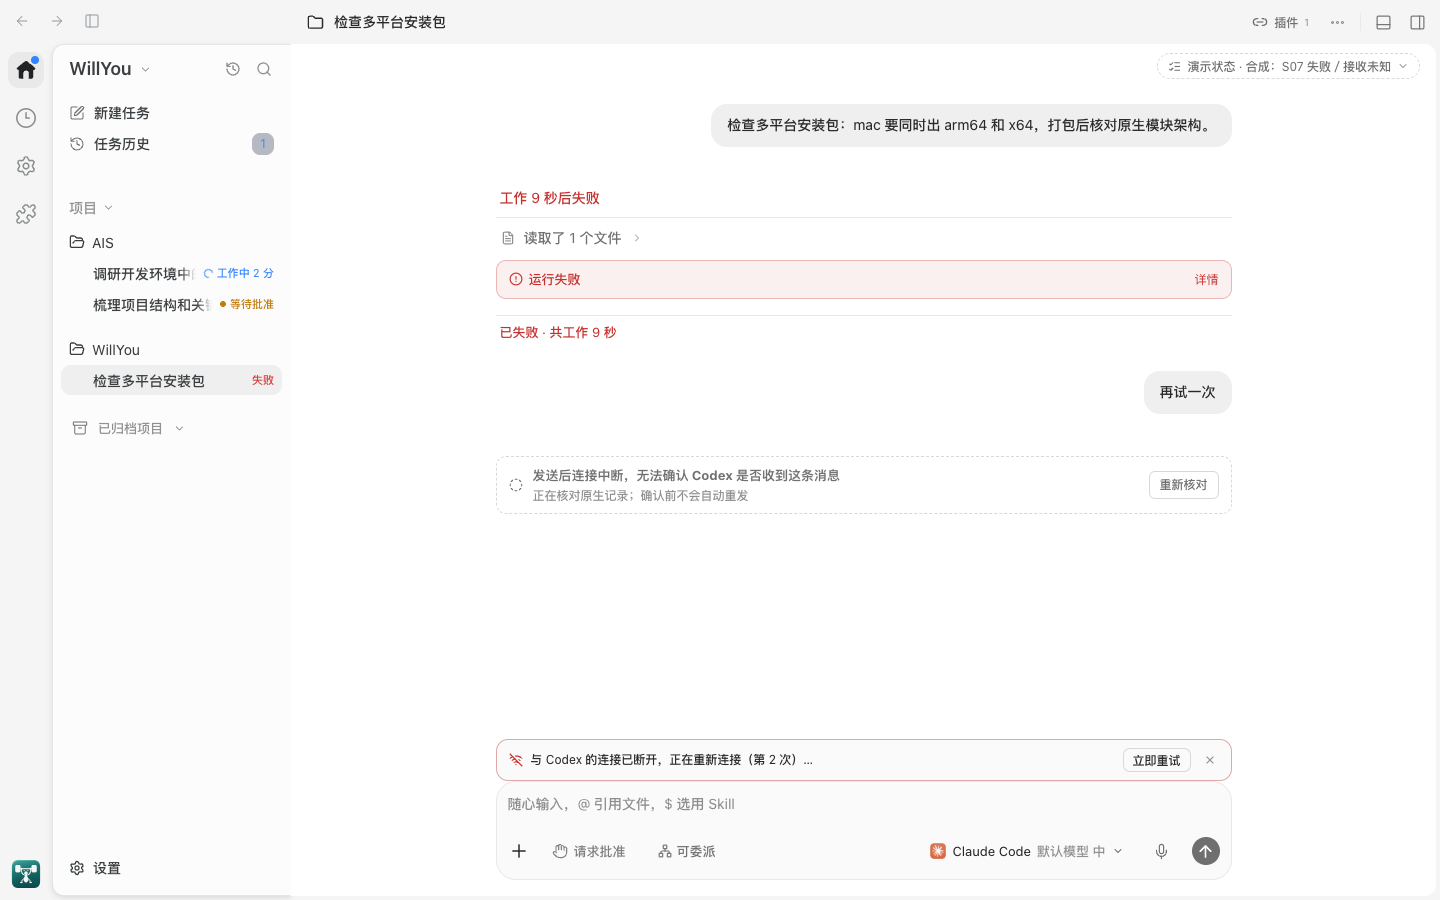 检查多平台安装包
插件 1
WillYou
演示状态 · 合成：S07 失败 / 接收未知
新建任务
任务历史
1
项目
AIS
调研开发环境中
工作中 2 分
梳理项目结构和关
等待批准
WillYou
检查多平台安装包
失败
已归档项目
设置
检查多平台安装包：mac 要同时出 arm64 和 x64，打包后核对原生模块架构。
工作 9 秒后失败
读取了 1 个文件
运行失败
详情
已失败 · 共工作 9 秒
再试一次
发送后连接中断，无法确认 Codex 是否收到这条消息
正在核对原生记录；确认前不会自动重发
重新核对
与 Codex 的连接已断开，正在重新连接（第 2 次）...
立即重试
随心输入，@ 引用文件，$ 选用 Skill
请求批准
可委派
Claude Code 默认模型 中